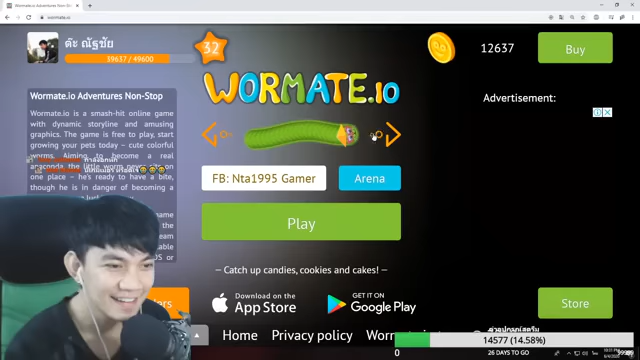 Wormate.io Adventures Non-Sto
wormate.io
ต๊ะ ณัฐชัย
39637 / 49600
32
12637
Buy
WORMATE.IO
Wormate.io Adventures Non-Stop
Wormate.io is a smash-hit online game
with dynamic storyline and amusing
graphics. The game is free to play, start
growing your pets today – cute colorful
worms. Aiming to become a real
anaconda, the little worm never
one place – he's ready to have a bite,
though he is in danger of becoming a
Advertisement:
FB: Nta1995 Gamer
Arena
Play
— Catch up candies, cookies and cakes! —
Download on the
App Store
GET IT ON
Google Play
Store
Home
Privacy policy
14577 (14.58%)
0
26 DAYS TO GO